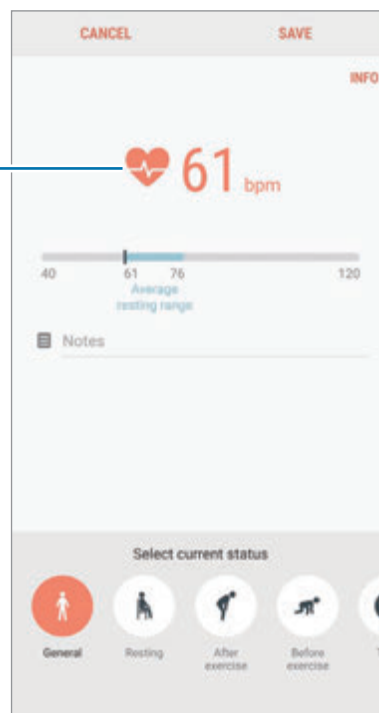 CANCEL SAVE
INFO
61 bpm
40 61 76 120
Average
resting range
Notes
Select current status
General Resting After Before
exercise exercise